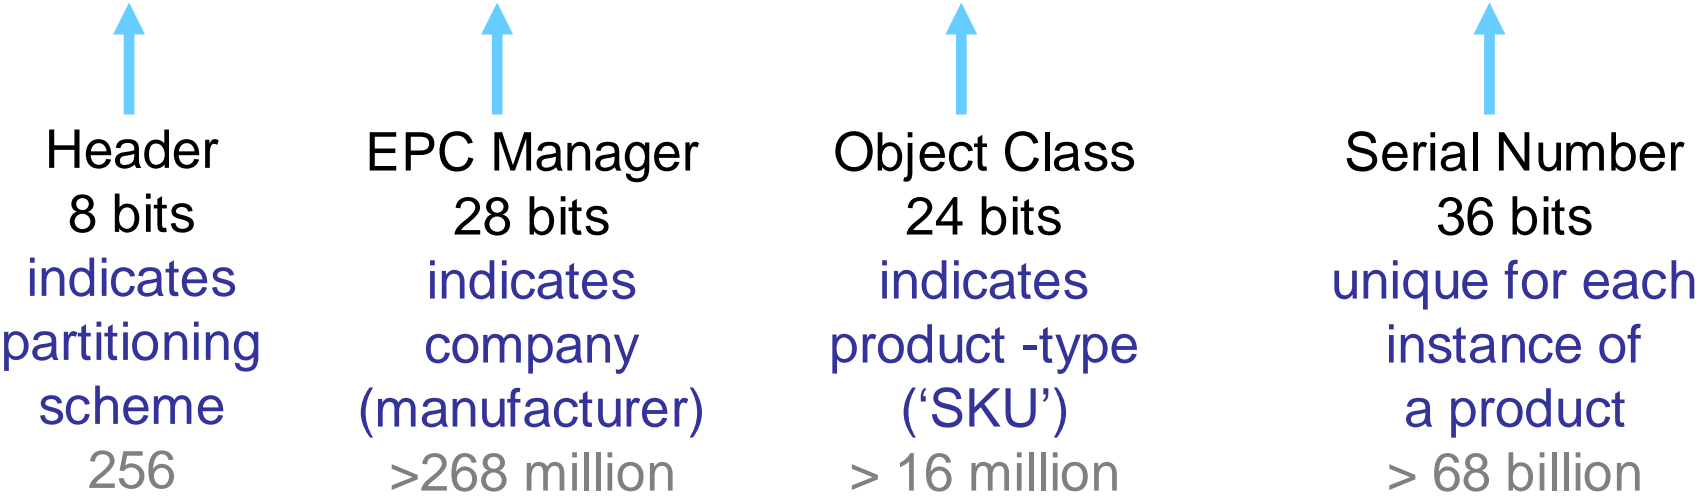 Header
8 bits
indicates
partitioning
scheme
256
EPC Manager
28 bits
indicates
company
(manufacturer)
>268 million
Object Class
24 bits
indicates
product -type
(‘SKU’)
> 16 million
Serial Number
36 bits
unique for each
instance of
a product
> 68 billion